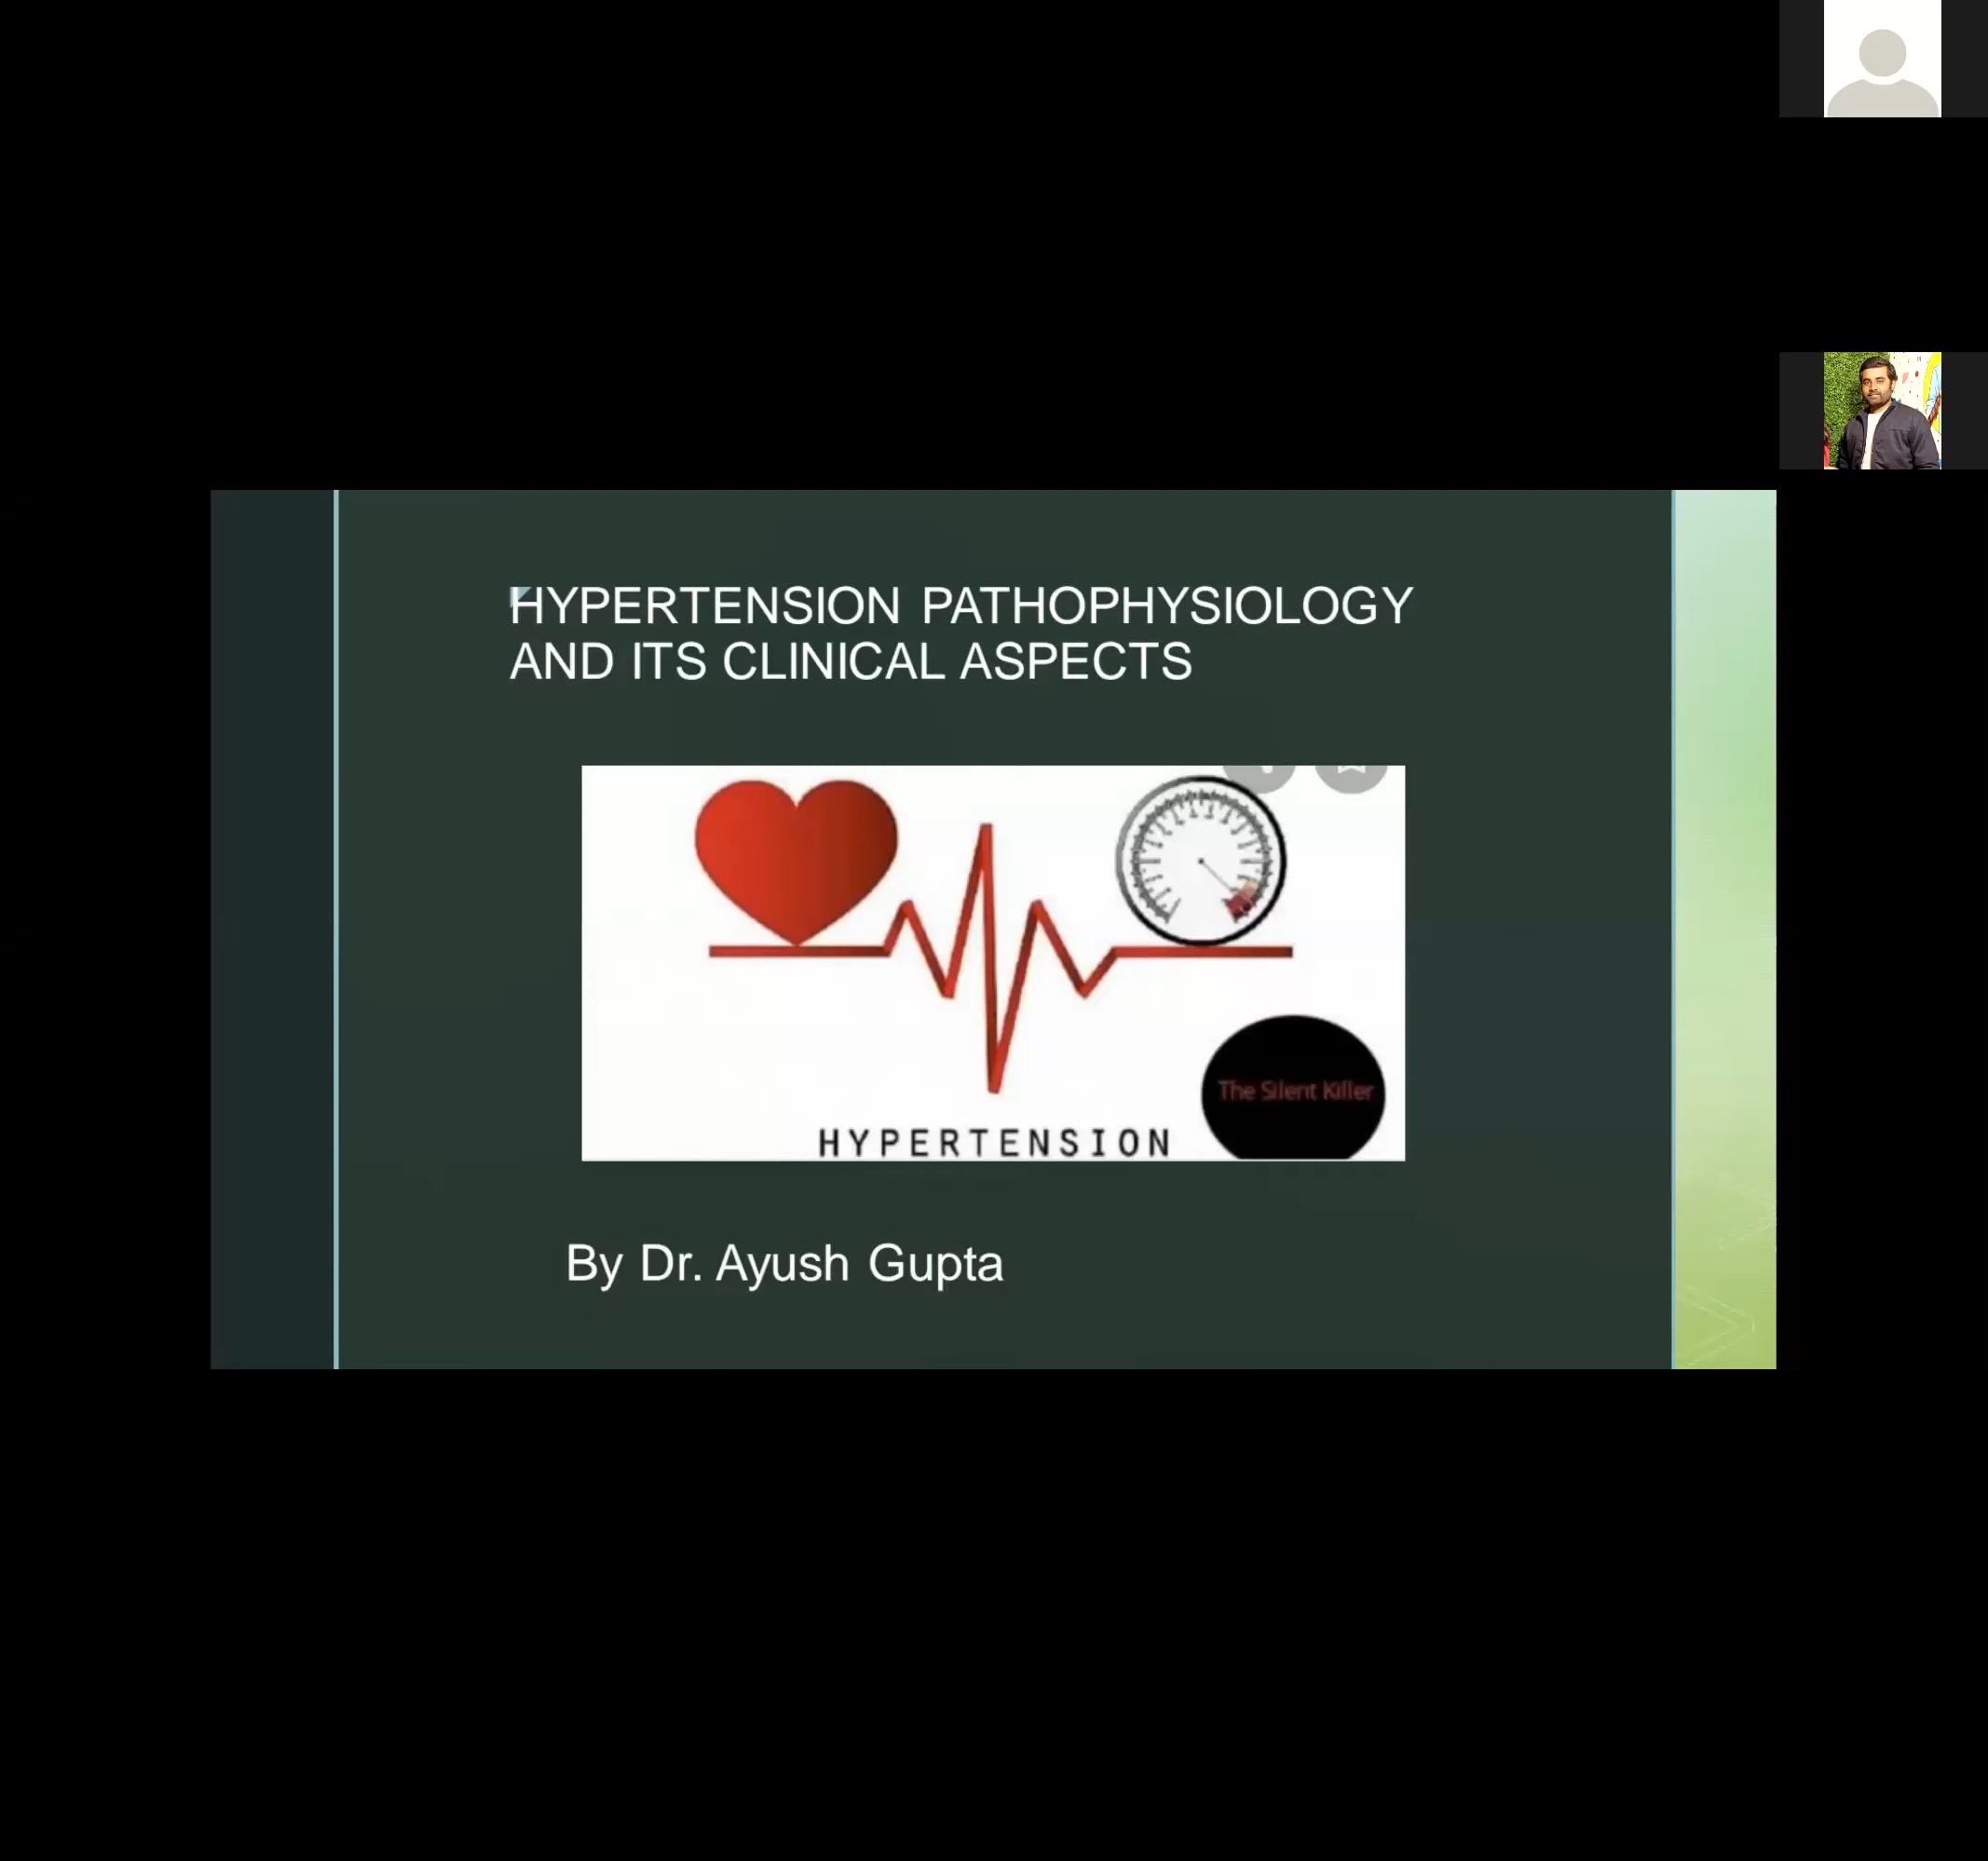 HYPERTENSION PATHOPHYSIOLOGY
AND ITS CLINICAL ASPECTS
The Silent Killer
HYPERTENSION
By Dr. Ayush Gupta